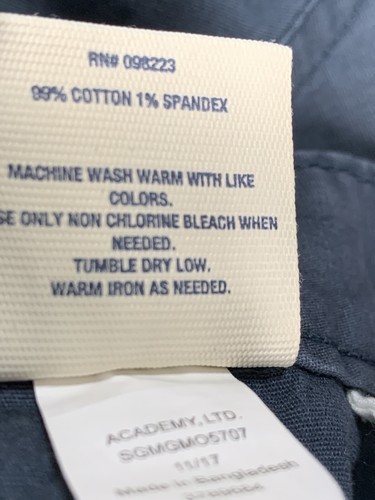 RN# 098223
99% COTTON 1% SPANDEX
MACHINE WASH WARM WITH LIKE
COLORS.
SE ONLY NON CHLORINE BLEACH WHEN
NEEDED.
TUMBLE DRY LOW.
WARM IRON AS NEEDED.
ACADEMY, LTD.
SGMGMO5707
11/17
Made in Bangladesh